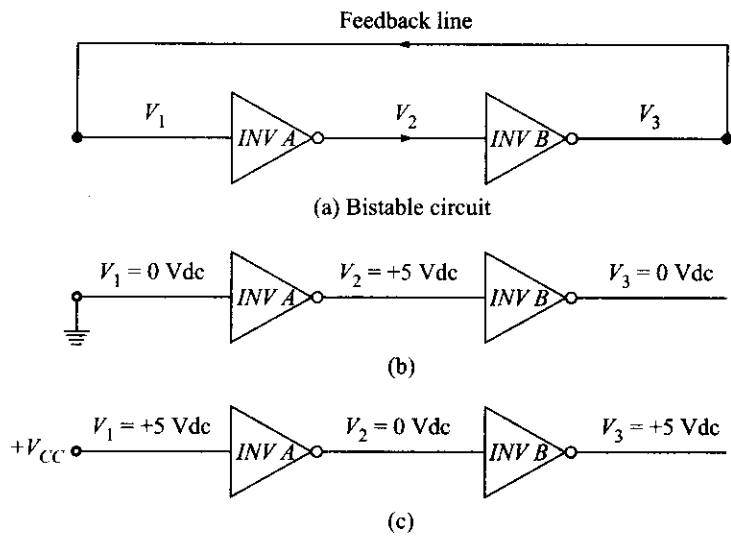 Feedback line
V1 INV A V2 INV B V3
(a) Bistable circuit
V1 = 0 Vdc INV A V2 = +5 Vdc INV B V3 = 0 Vdc
(b)
+VCC V1 = +5 Vdc INV A V2 = 0 Vdc INV B V3 = +5 Vdc
(c)